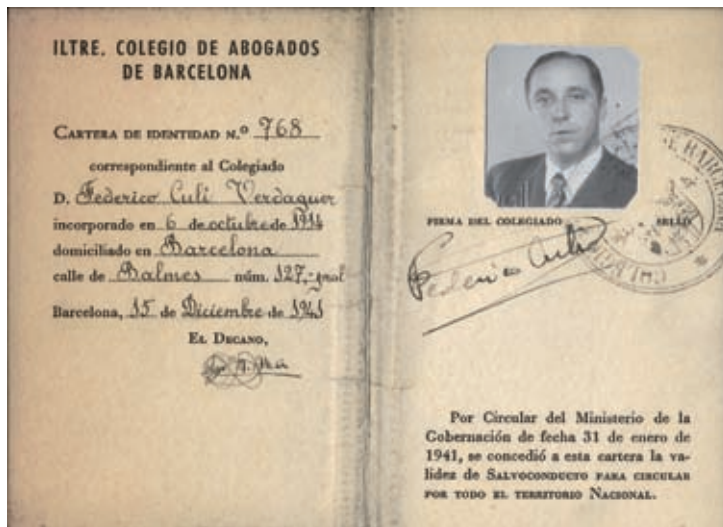 ILTRE. COLEGIO DE ABOGADOS
DE BARCELONA
CARTERA DE IDENTIDAD N.º 768
correspondiente al Colegiado
D. Federico Culi Verdaguer
incorporado en 6 de octubre de 1914
domiciliado en Barcelona
calle de Balmes núm. 127,-pral
Barcelona, 15 de Diciembre de 1941
EL DECANO,
FIRMA DEL COLEGIADO SELLO
Federico Culi
Por Circular del Ministerio de la
Gobernación de fecha 31 de enero de
1941, se concedió a esta cartera la va-
lidez de SALVOCONDUCTO PARA CIRCULAR
POR TODO EL TERRITORIO NACIONAL.